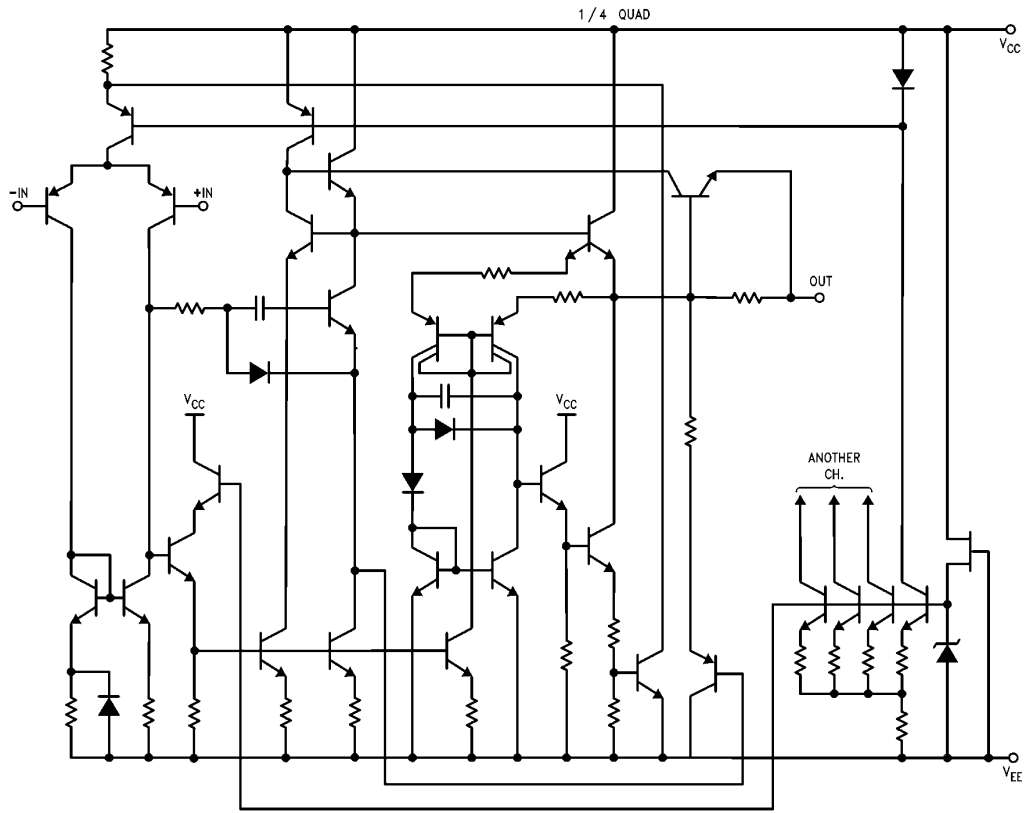 1/4 QUAD
VCC
-IN
+IN
OUT
VCC
VCC
ANOTHER
CH.
VEE